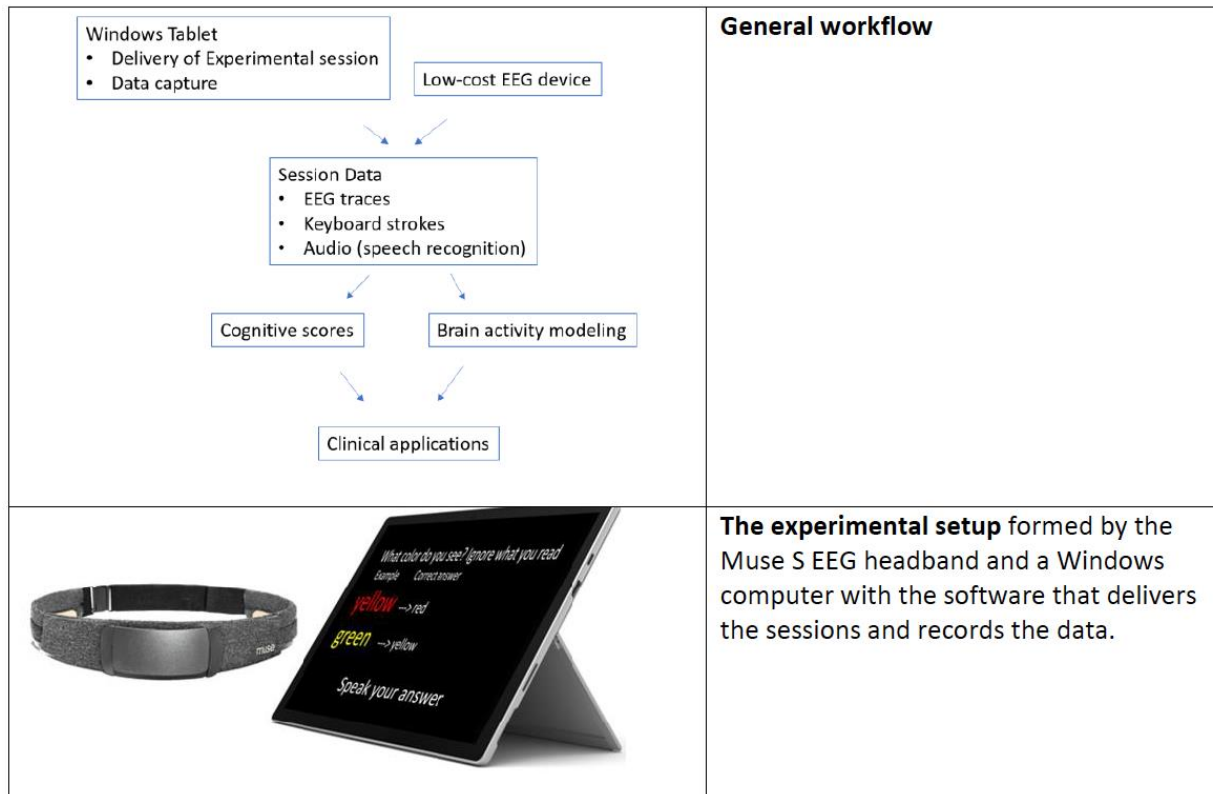 Windows Tablet
• Delivery of Experimental session
• Data capture
Low-cost EEG device
Session Data
• EEG traces
• Keyboard strokes
• Audio (speech recognition)
Cognitive scores
Brain activity modeling
Clinical applications
General workflow
muse
What color do you see? Ignore what you read
Example Correct answer
yellow ---> red
green ---> yellow
Speak your answer
The experimental setup formed by the
Muse S EEG headband and a Windows
computer with the software that delivers
the sessions and records the data.